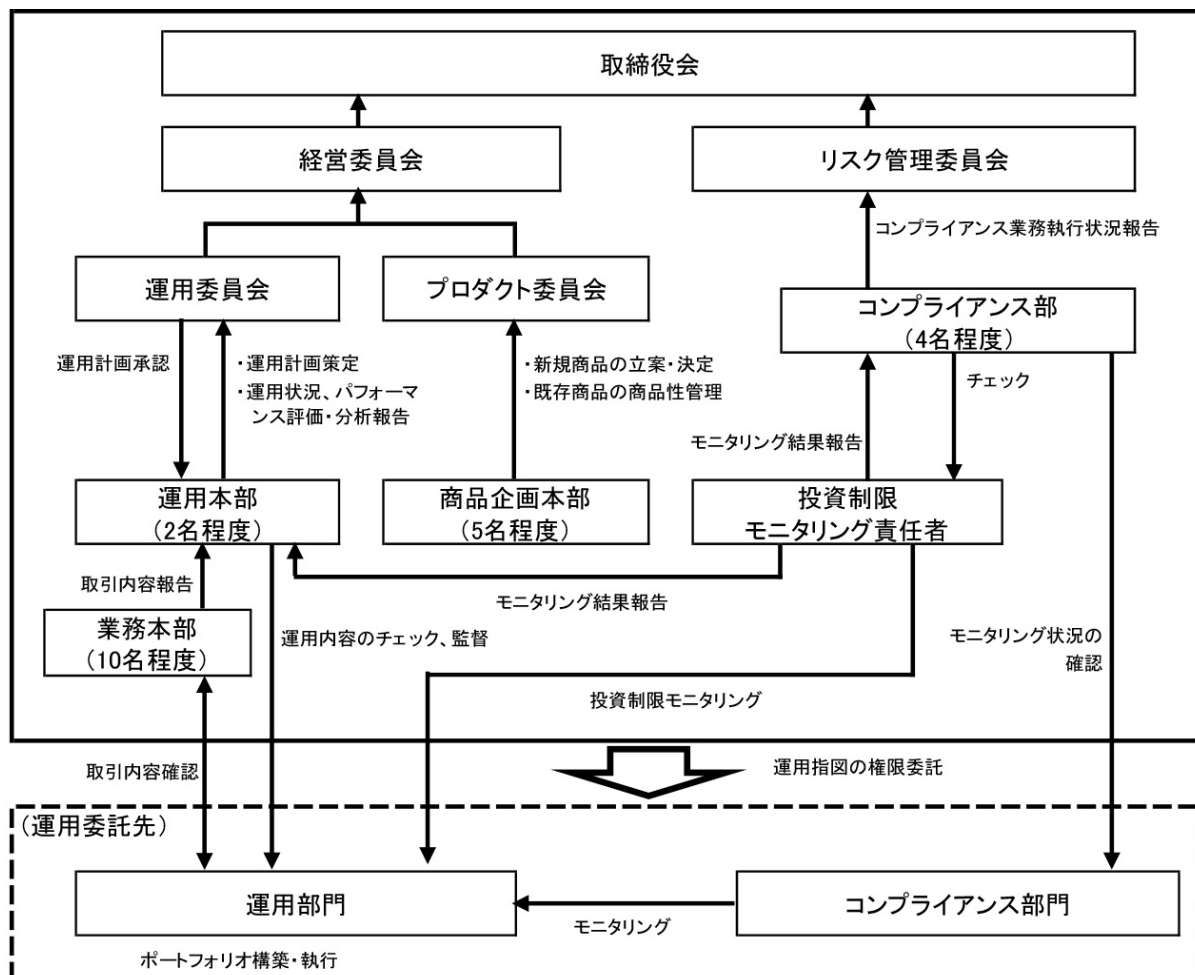 取締役会
経営委員会
リスク管理委員会
コンプライアンス業務執行状況報告
運用委員会
プロダクト委員会
コンプライアンス部
(4名程度)
運用計画承認
・運用計画策定
・運用状況、パフォーマ
ンス評価・分析報告
・新規商品の立案・決定
・既存商品の商品性管理
チェック
モニタリング結果報告
運用本部
(2名程度)
商品企画本部
(5名程度)
投資制限
モニタリング責任者
取引内容報告
モニタリング結果報告
業務本部
(10名程度)
運用内容のチェック、監督
モニタリング状況の
確認
投資制限モニタリング
取引内容確認
運用指図の権限委託
(運用委託先)
運用部門
モニタリング
コンプライアンス部門
ポートフォリオ構築・執行